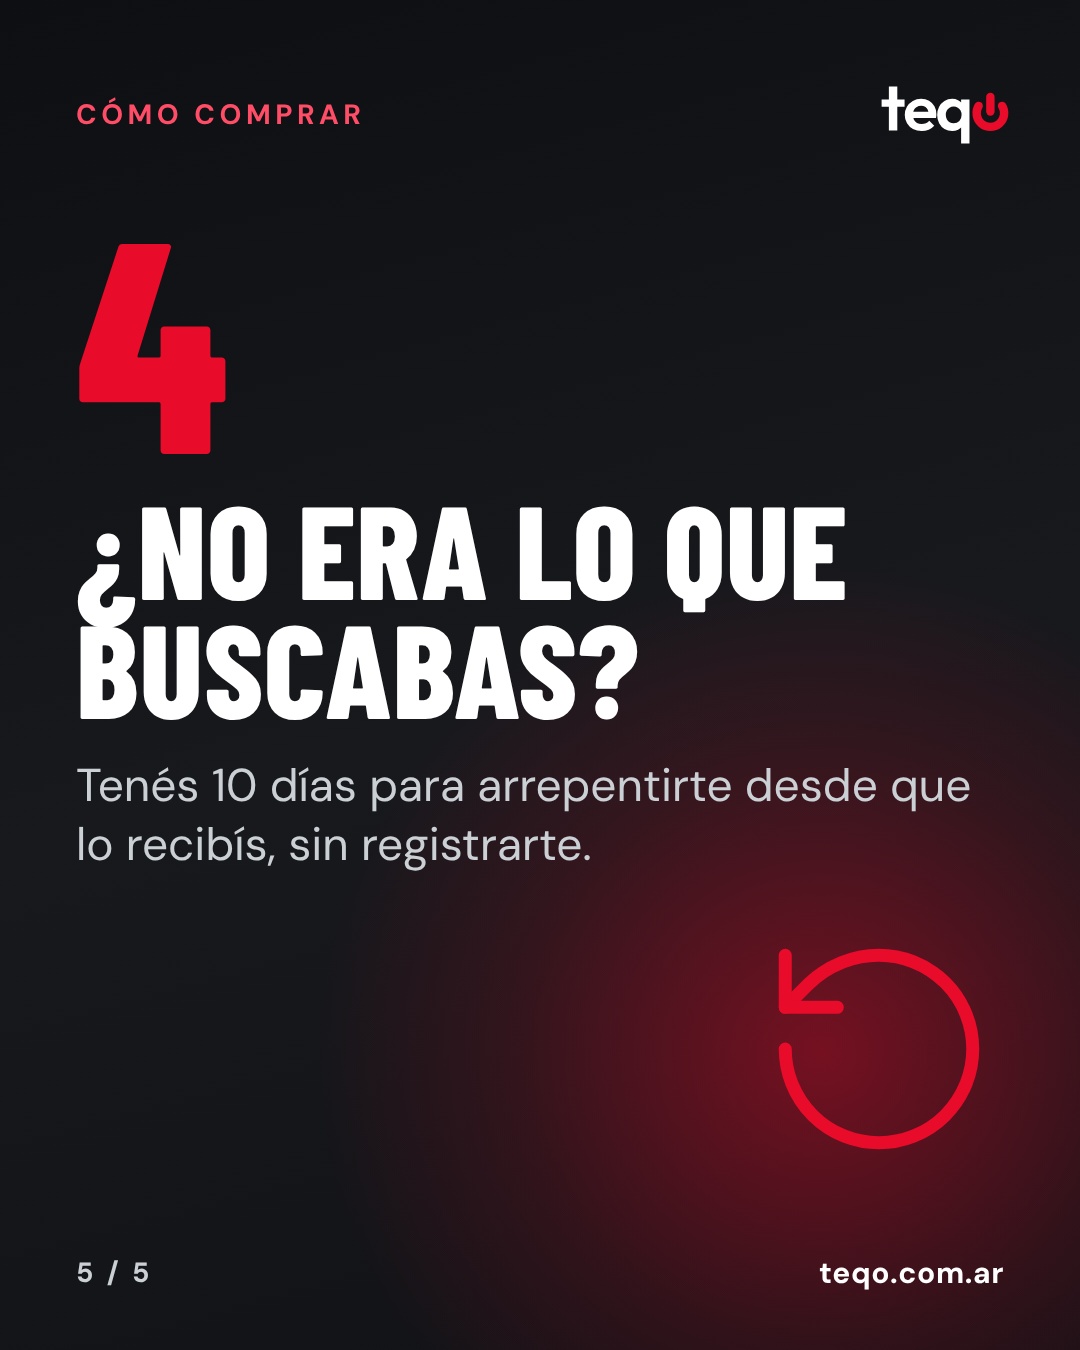 CÓMO COMPRAR
teqo
4
¿NO ERA LO QUE
BUSCABAS?
Tenés 10 días para arrepentirte desde que
lo recibís, sin registrarte.
5 / 5
teqo.com.ar